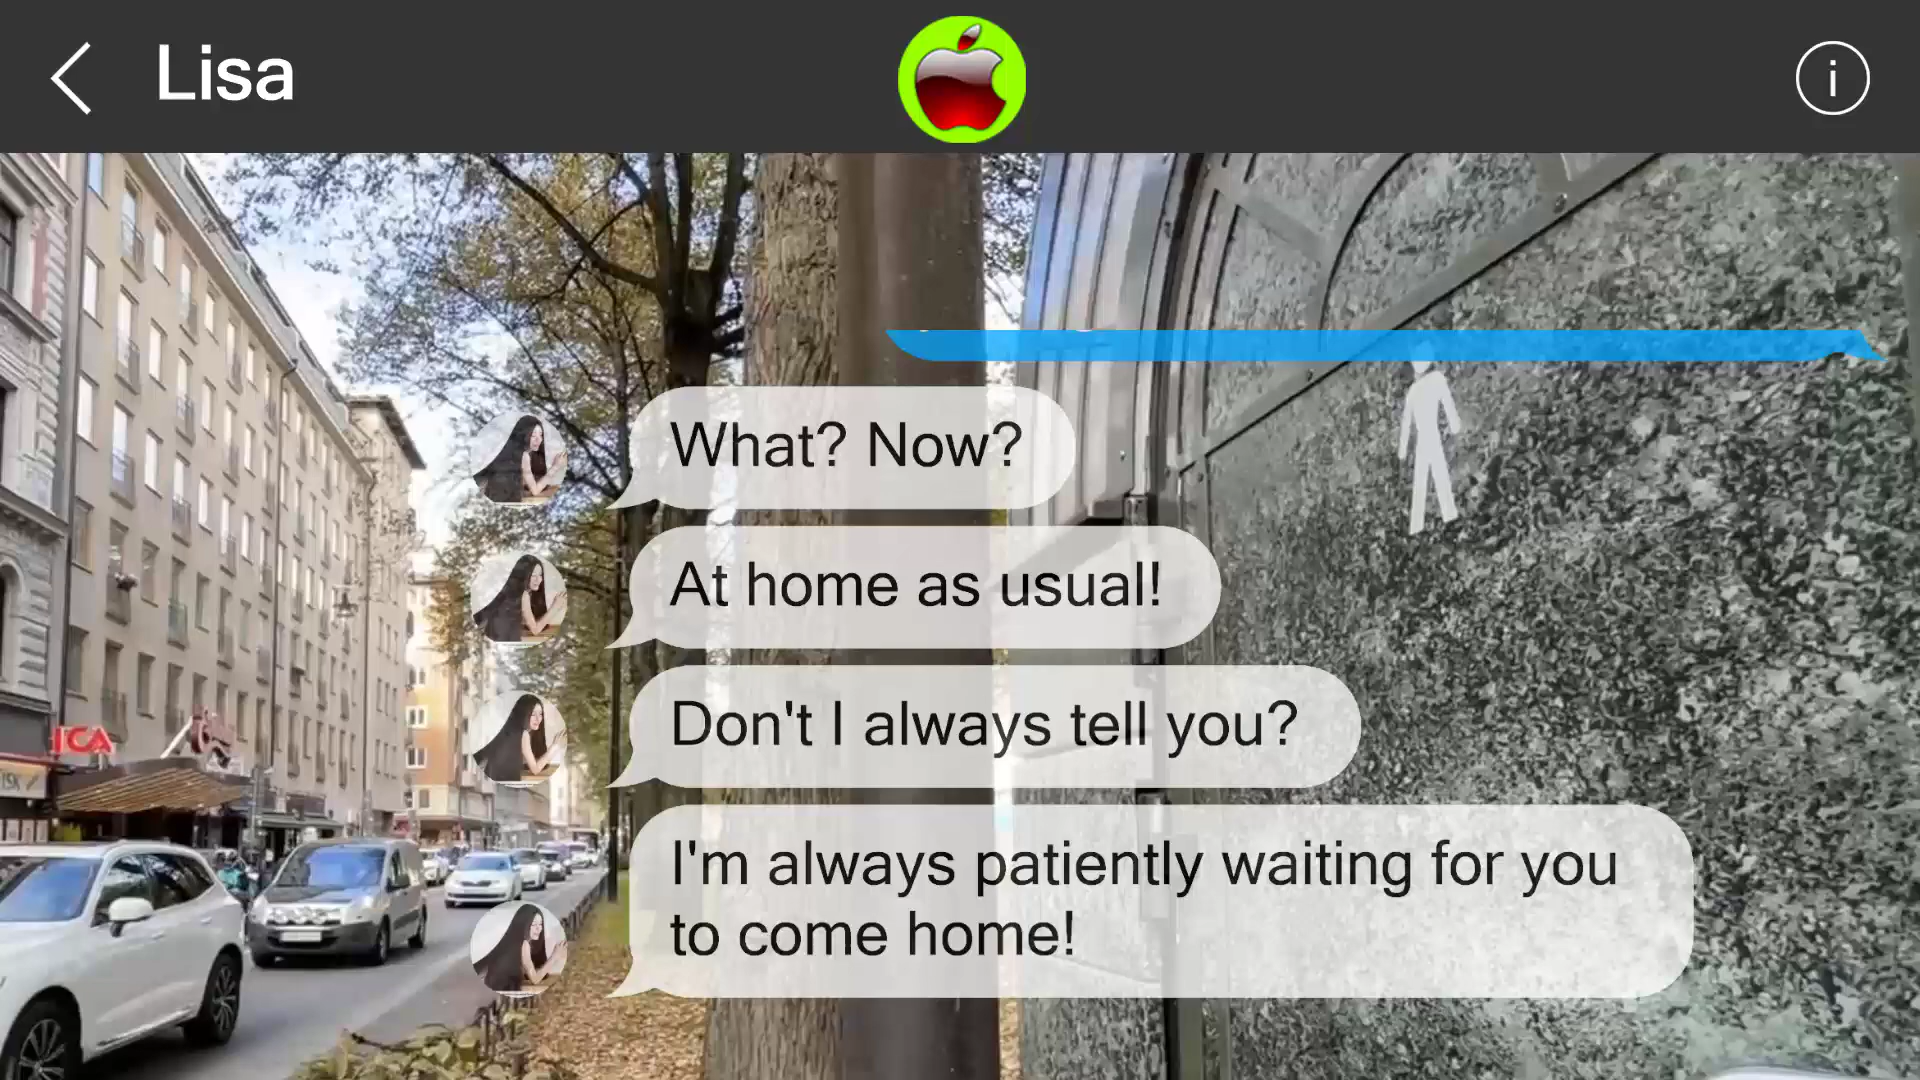 Lisa
What? Now?
At home as usual!
Don't I always tell you?
I'm always patiently waiting for you
to come home!
ICA